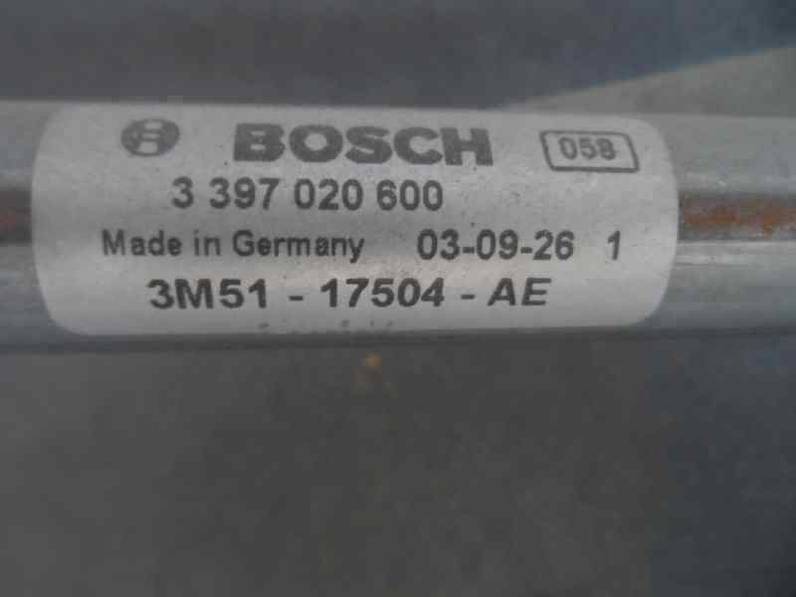 BOSCH 058
3 397 020 600
Made in Germany 03-09-26 1
3M51 - 17504 - AE